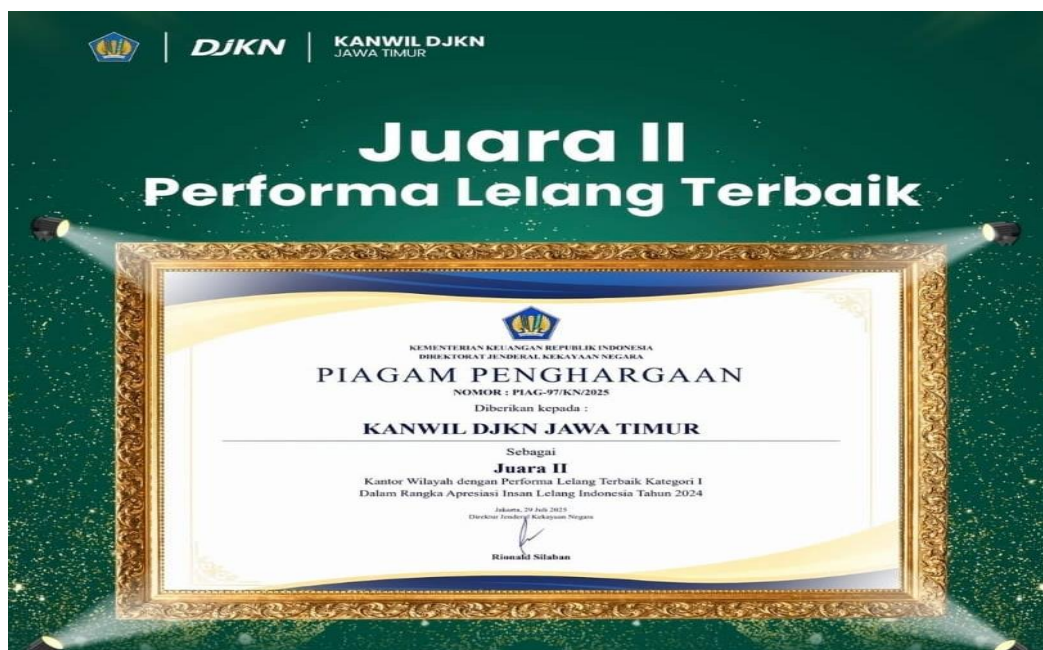 DJKN
KANWIL DJKN
JAWA TIMUR
Juara II
Performa Lelang Terbaik
KEMENTERIAN KEUANGAN REPUBLIK INDONESIA
DIREKTORAT JENDERAL KEKAYAAN NEGARA
PIAGAM PENGHARGAAN
NOMOR : PIAG-97/KN/2025
Diberikan kepada :
KANWIL DJKN JAWA TIMUR
Sebagai
Juara II
Kantor Wilayah dengan Performa Lelang Terbaik Kategori I
Dalam Rangka Apresiasi Insan Lelang Indonesia Tahun 2024
Jakarta, 29 Juli 2025
Direktur Jenderal Kekayaan Negara
Rionald Silaban